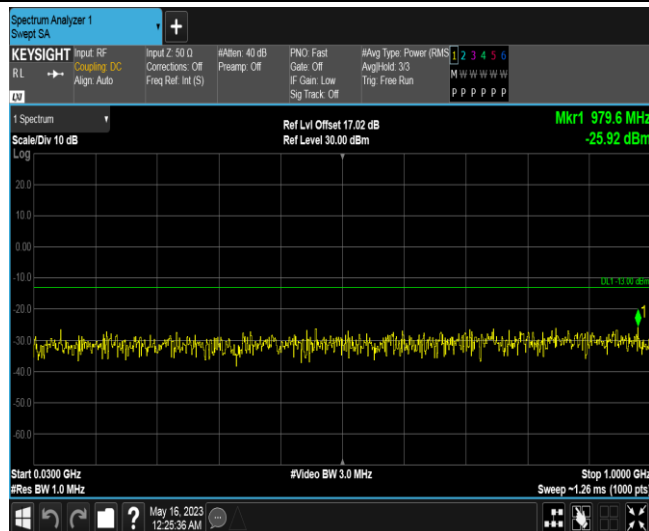 Spectrum Analyzer 1
Swept SA
+
KEYSIGHT
RL
Input: RF
Coupling: DC
Align: Auto
Input Z: 50 Ω
Corrections: Off
Freq Ref: Int (S)
#Atten: 40 dB
Preamp: Off
PNO: Fast
Gate: Off
IF Gain: Low
Sig Track: Off
#Avg Type: Power (RMS
Avg|Hold: 3/3
Trig: Free Run
1 2 3 4 5 6
M W W W W W
P P P P P P
1 Spectrum
Scale/Div 10 dB
Ref Lvl Offset 17.02 dB
Ref Level 30.00 dBm
Mkr1 979.6 MHz
-25.92 dBm
Log
20.0
10.0
0.00
-10.0
DL1 -13.00 dBm
-20.0
1
-30.0
-40.0
-50.0
-60.0
Start 0.0300 GHz
#Res BW 1.0 MHz
#Video BW 3.0 MHz
Stop 1.0000 GHz
Sweep ~1.26 ms (1000 pts)
?
May 16, 2023
12:25:36 AM